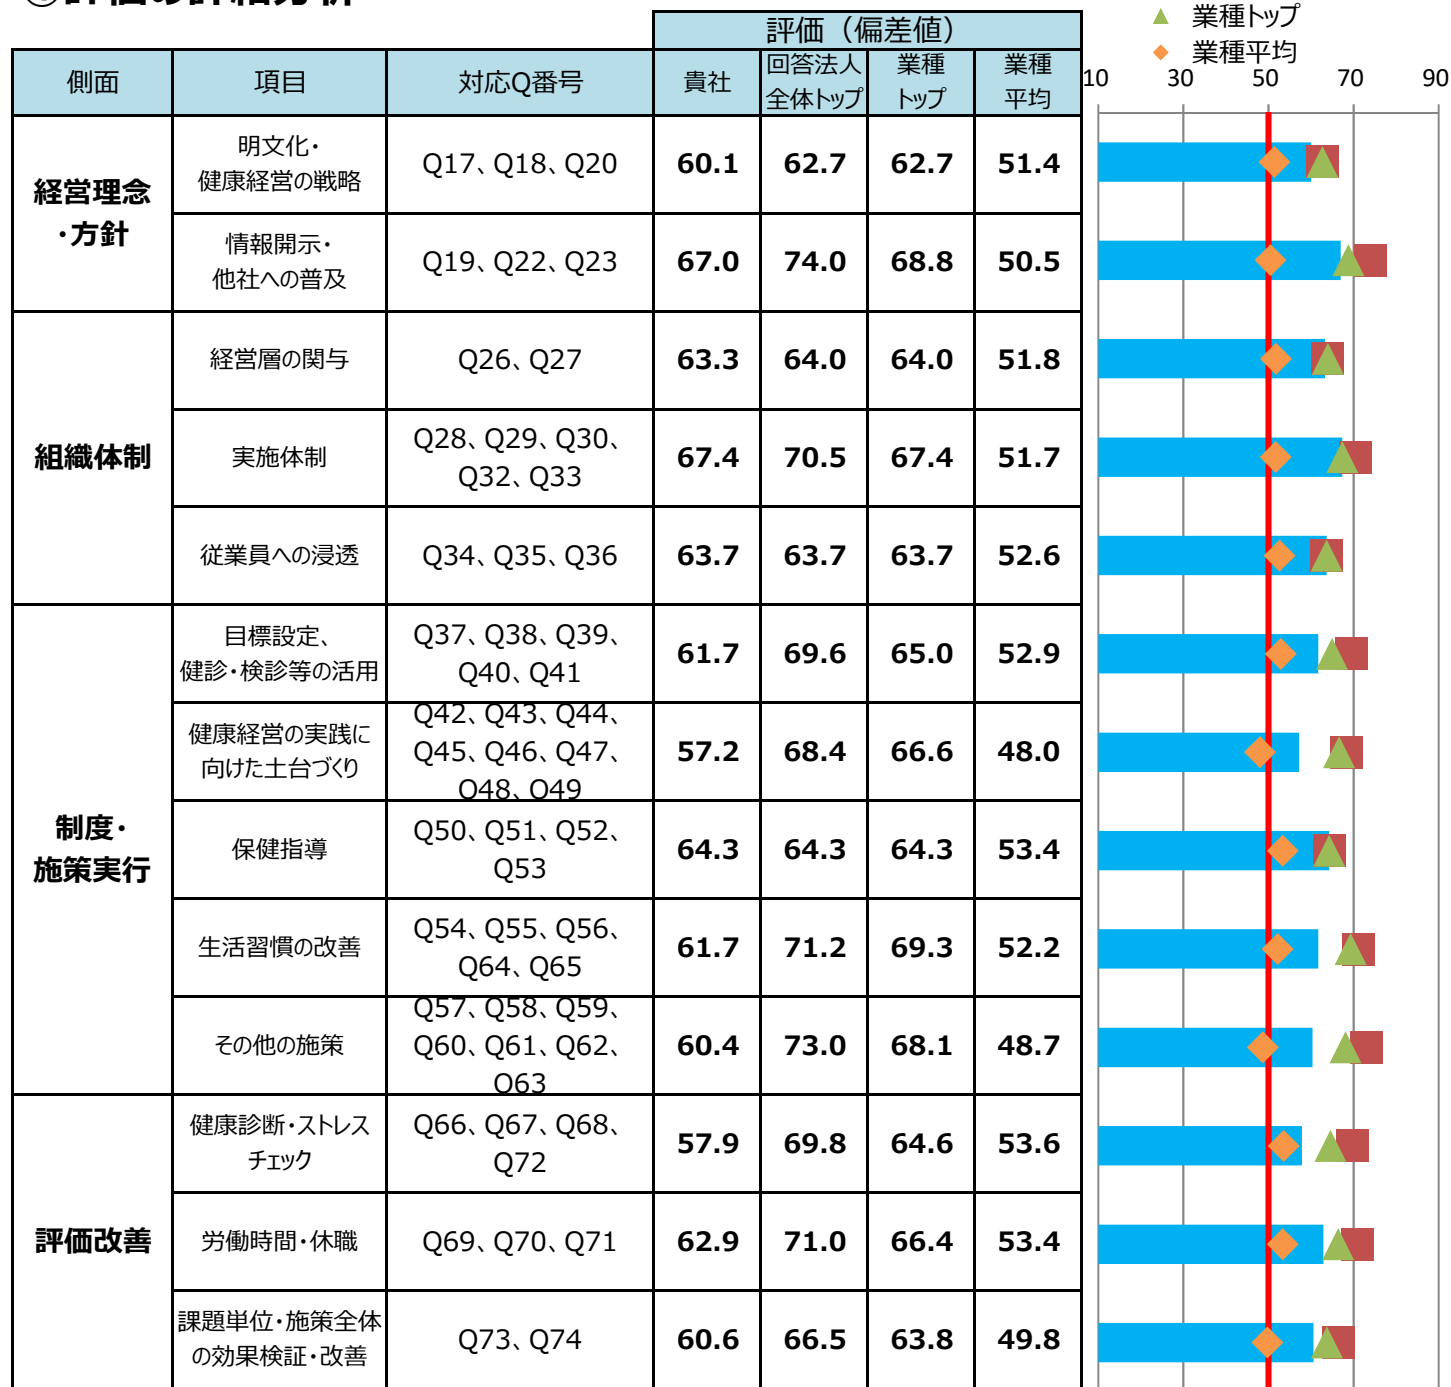 評価（偏差値）
▲ 業種トップ
◆ 業種平均
側面 項目 対応Q番号 貴社 回答法人 業種 業種
全体トップ トップ 平均
10 30 50 70 90
経営理念
・方針
明文化・
健康経営の戦略
Q17、Q18、Q20 60.1 62.7 62.7 51.4
情報開示・
他社への普及
Q19、Q22、Q23 67.0 74.0 68.8 50.5
組織体制
経営層の関与 Q26、Q27 63.3 64.0 64.0 51.8
実施体制
Q28、Q29、Q30、
Q32、Q33
67.4 70.5 67.4 51.7
従業員への浸透 Q34、Q35、Q36 63.7 63.7 63.7 52.6
制度・
施策実行
目標設定、
健診・検診等の活用
Q37、Q38、Q39、
Q40、Q41
61.7 69.6 65.0 52.9
健康経営の実践に
向けた土台づくり
Q42、Q43、Q44、
Q45、Q46、Q47、
Q48、Q49
57.2 68.4 66.6 48.0
保健指導
Q50、Q51、Q52、
Q53
64.3 64.3 64.3 53.4
生活習慣の改善
Q54、Q55、Q56、
Q64、Q65
61.7 71.2 69.3 52.2
その他の施策
Q57、Q58、Q59、
Q60、Q61、Q62、
Q63
60.4 73.0 68.1 48.7
評価改善
健康診断・ストレス
チェック
Q66、Q67、Q68、
Q72
57.9 69.8 64.6 53.6
労働時間・休職 Q69、Q70、Q71 62.9 71.0 66.4 53.4
課題単位・施策全体
の効果検証・改善
Q73、Q74 60.6 66.5 63.8 49.8